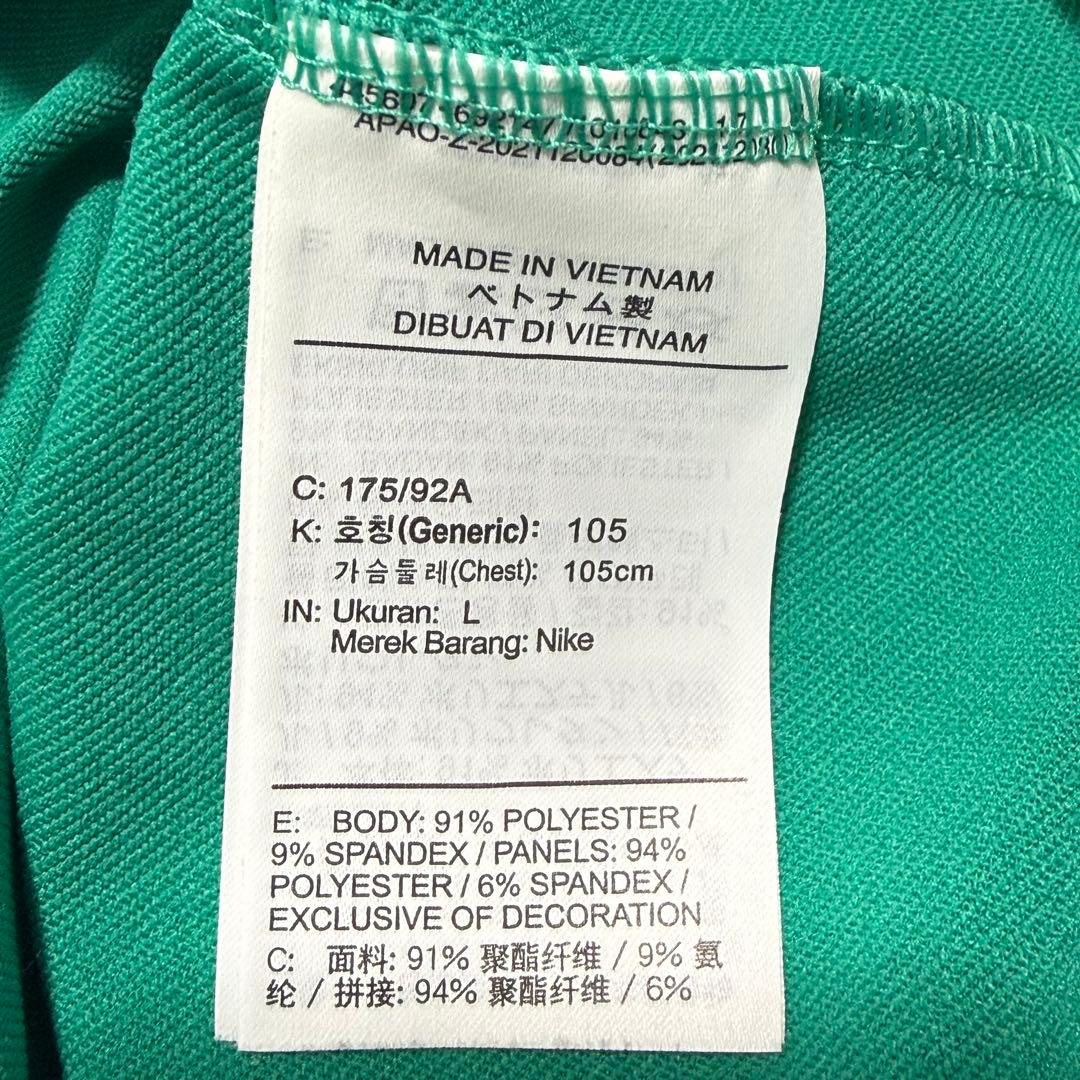 MADE IN VIETNAM
ベトナム製
DIBUAT DI VIETNAM
C: 175/92A
K: 호칭(Generic): 105
가슴둘레(Chest): 105cm
IN: Ukuran: L
Merek Barang: Nike
E: BODY: 91% POLYESTER /
9% SPANDEX / PANELS: 94%
POLYESTER / 6% SPANDEX /
EXCLUSIVE OF DECORATION
C: 面料: 91% 聚酯纤维 / 9% 氨
纶 / 拼接: 94% 聚酯纤维 / 6%